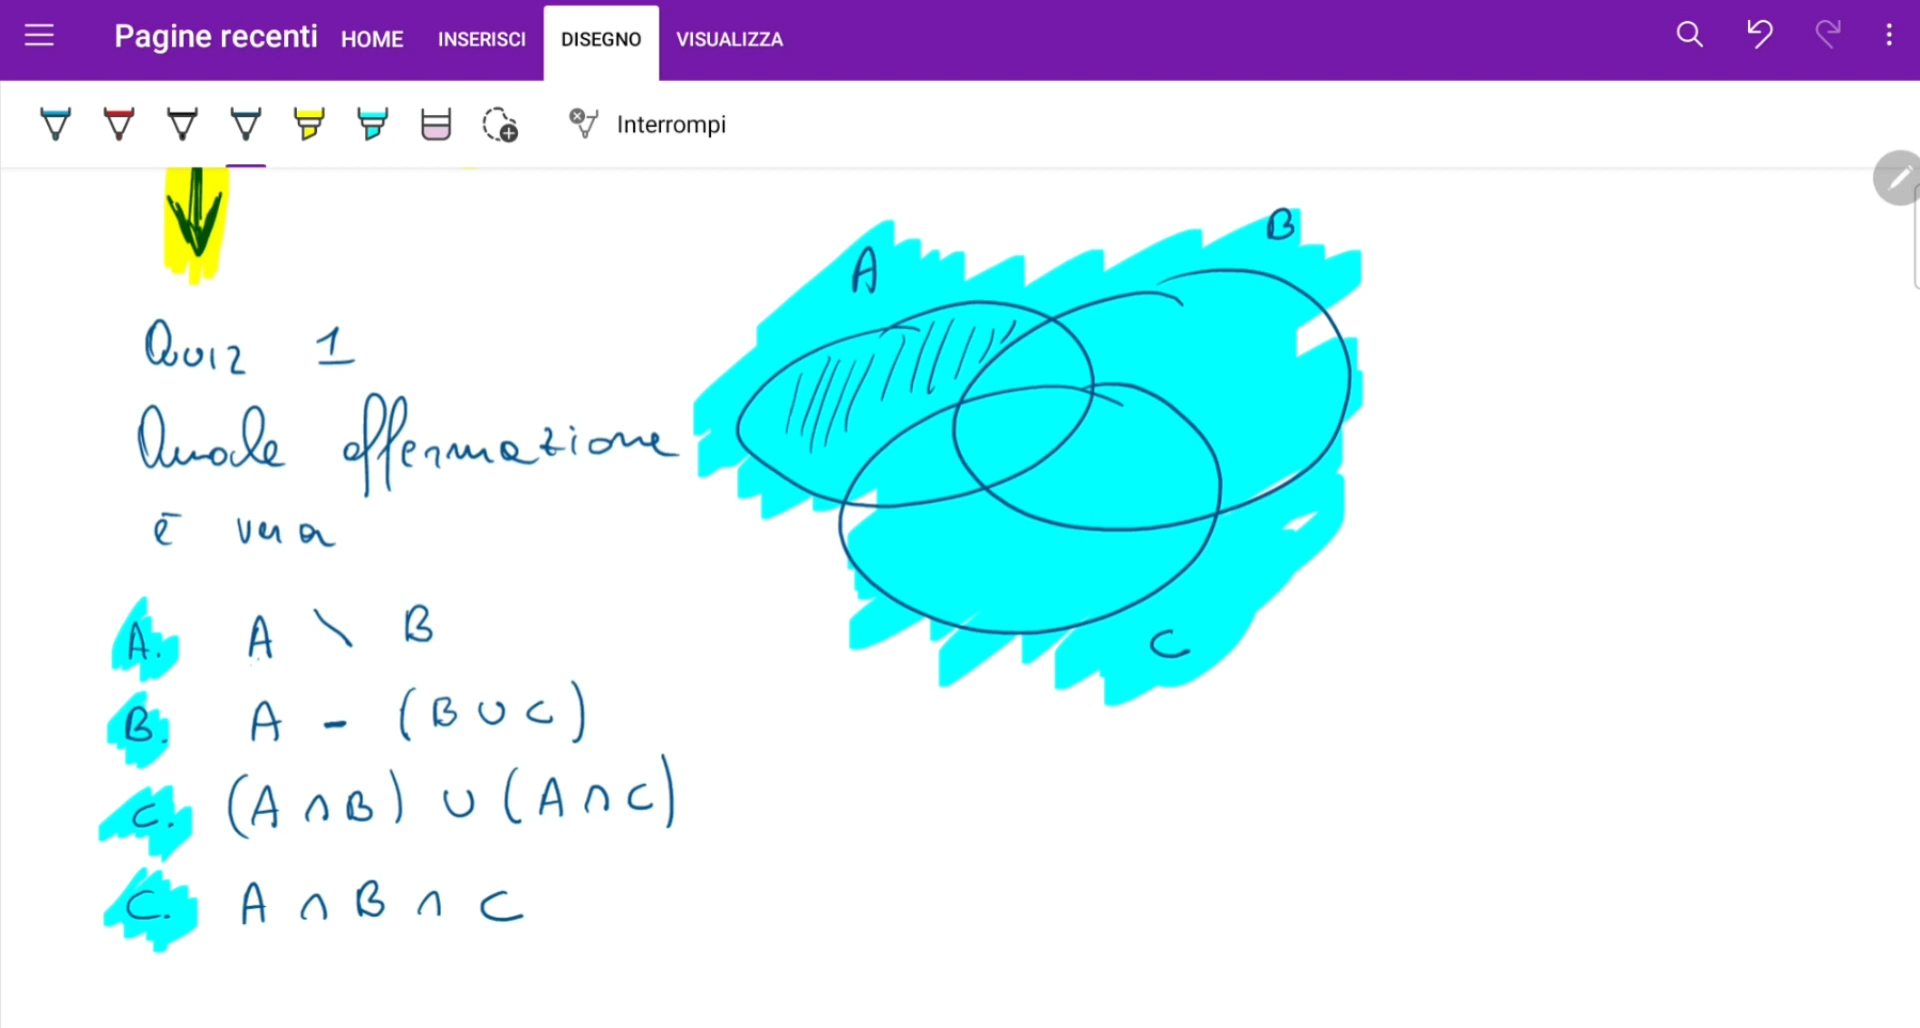 Pagine recenti HOME INSERISCI DISEGNO VISUALIZZA
Interrompi
Quiz 1
Quale affermazione
è vera
A. A \ B
B. A - (B ∪ C)
C. (A ∩ B) ∪ (A ∩ C)
C. A ∩ B ∩ C
A
B
C